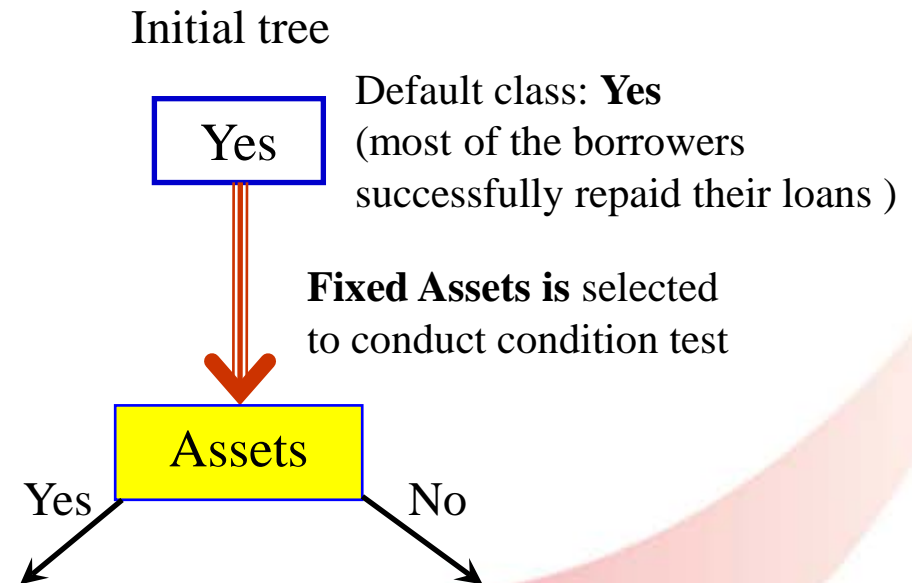 Initial tree
Yes
Default class: Yes
(most of the borrowers
successfully repaid their loans )
Fixed Assets is selected
to conduct condition test
Assets
Yes
No